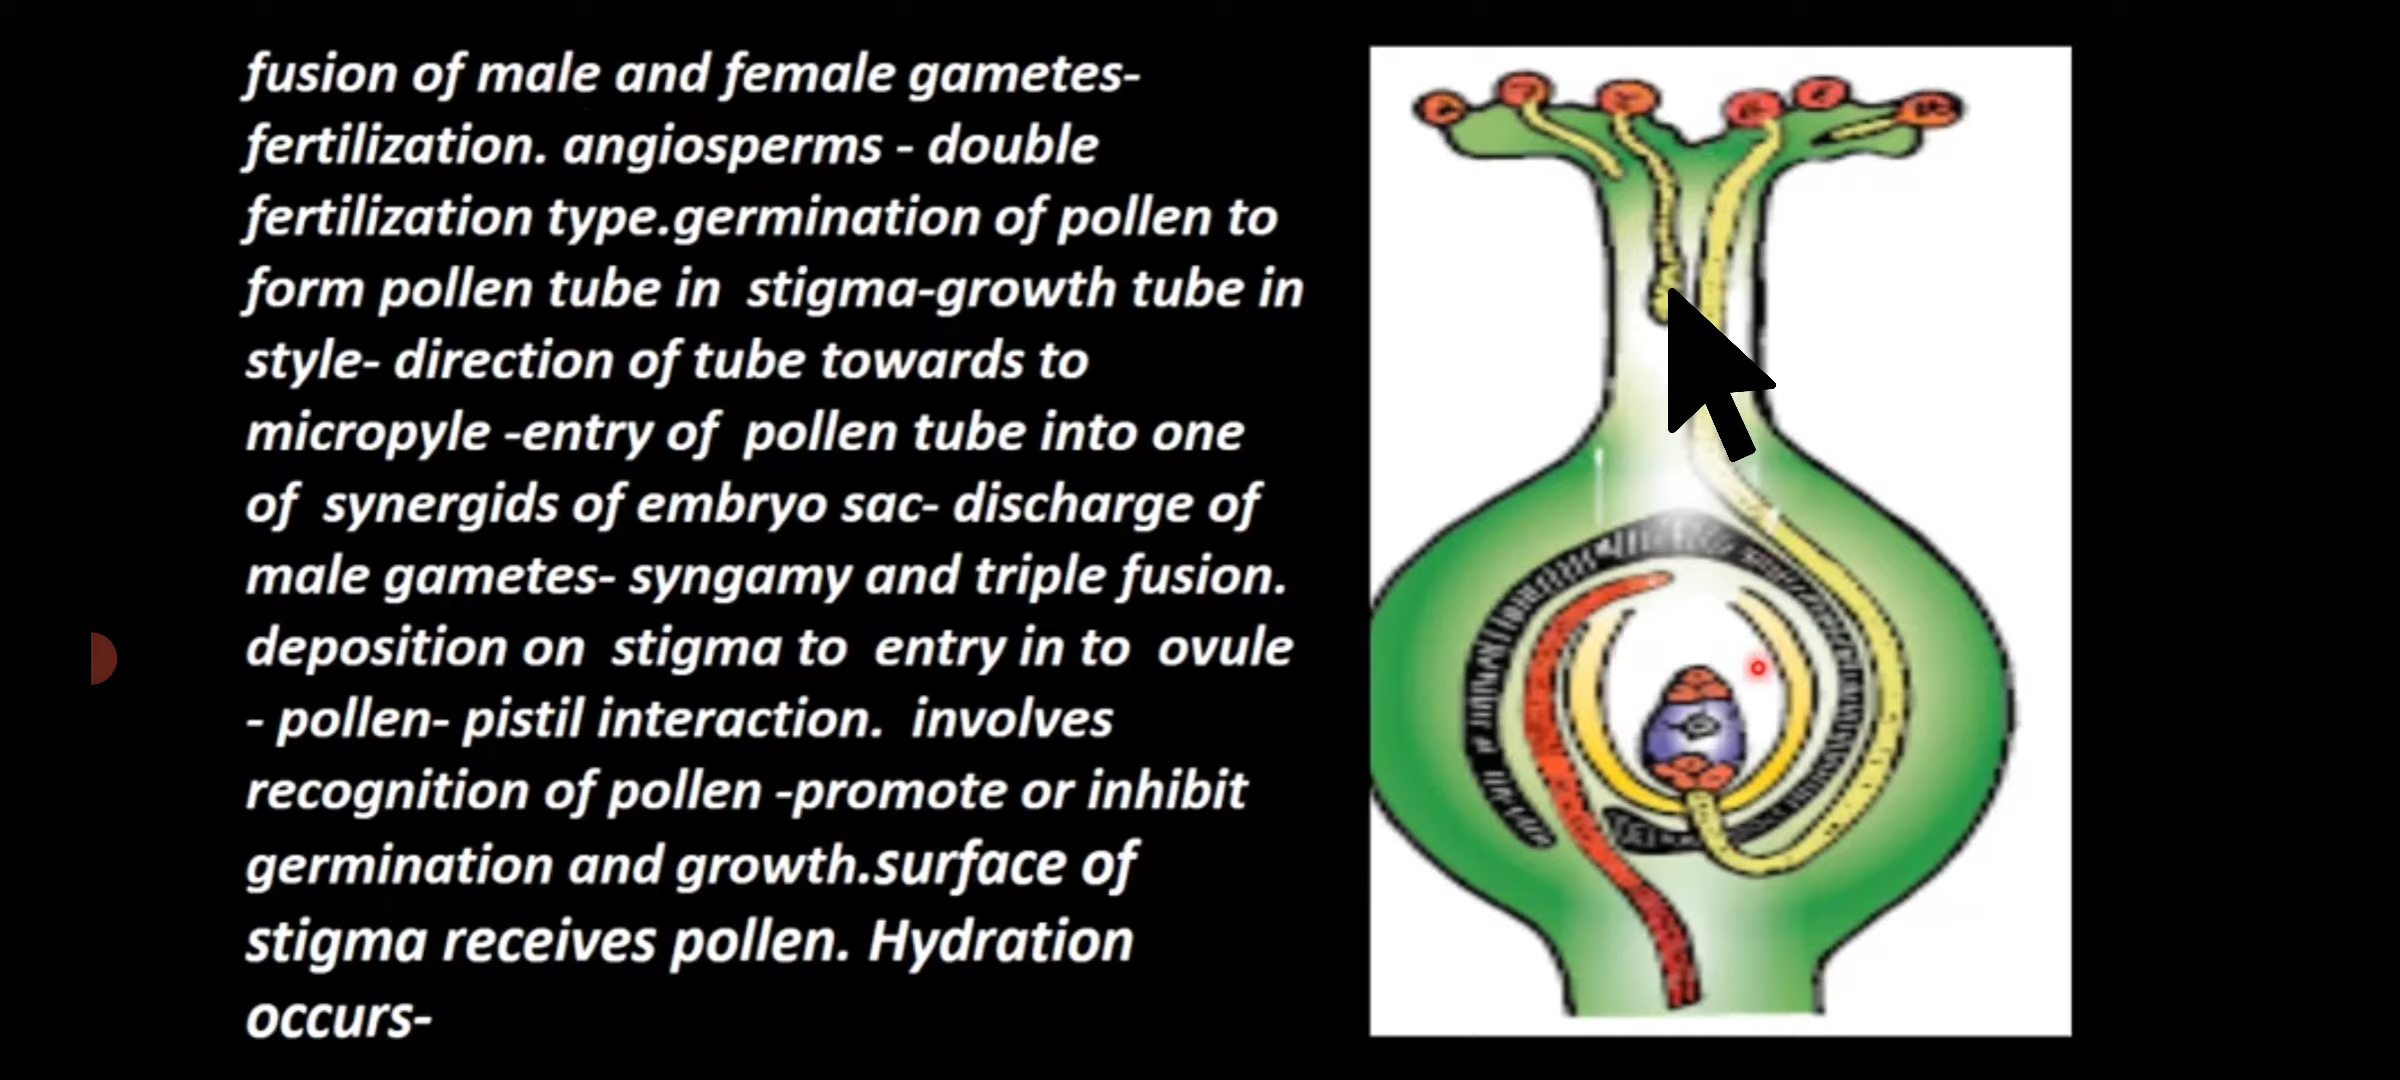 fusion of male and female gametes-
fertilization. angiosperms - double
fertilization type.germination of pollen to
form pollen tube in stigma-growth tube in
style- direction of tube towards to
micropyle -entry of pollen tube into one
of synergids of embryo sac- discharge of
male gametes- syngamy and triple fusion.
deposition on stigma to entry in to ovule
- pollen- pistil interaction. involves
recognition of pollen -promote or inhibit
germination and growth.surface of
stigma receives pollen. Hydration
occurs-